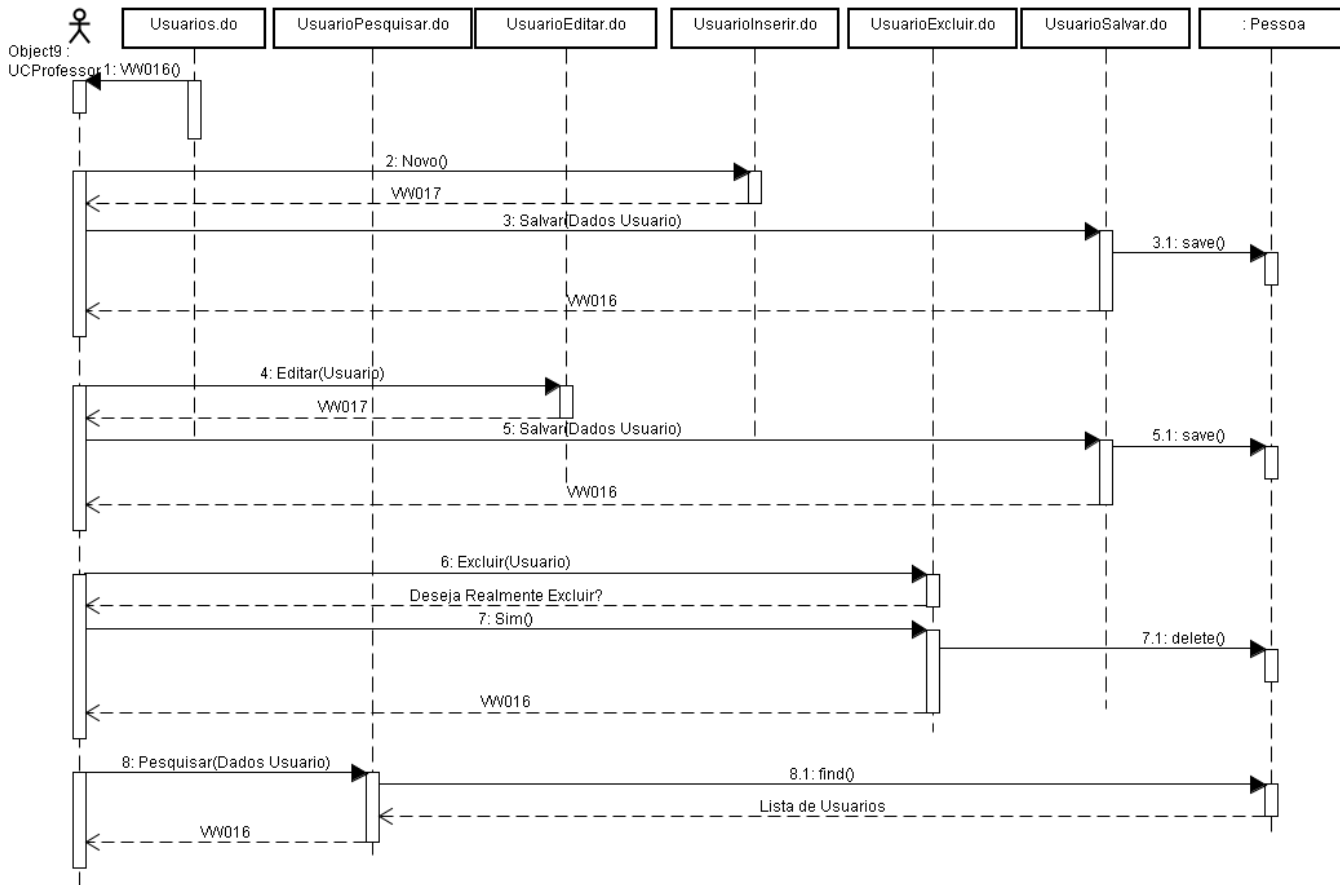 Usuarios.do
UsuarioPesquisar.do
UsuarioEditar.do
UsuarioInserir.do
UsuarioExcluir.do
UsuarioSalvar.do
: Pessoa
Object9 :
UCProfessor
1: VW016()
2: Novo()
VW017
3: Salvar(Dados Usuario)
3.1: save()
VW016
4: Editar(Usuario)
VW017
5: Salvar(Dados Usuario)
5.1: save()
VW016
6: Excluir(Usuario)
Deseja Realmente Excluir?
7: Sim()
7.1: delete()
VW016
8: Pesquisar(Dados Usuario)
8.1: find()
Lista de Usuarios
VW016